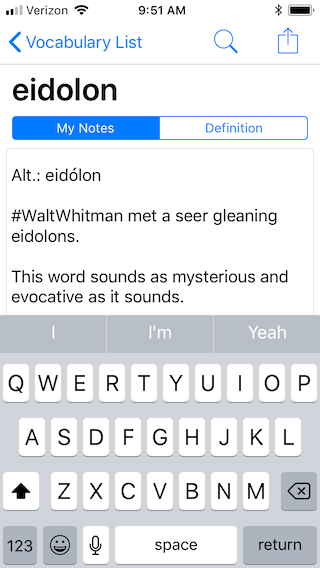 Verizon 9:51 AM
Vocabulary List
eidolon
My Notes Definition
Alt.: eidólon
#WaltWhitman met a seer gleaning
eidolons.
This word sounds as mysterious and
evocative as it sounds.
I I'm Yeah
Q W E R T Y U I O P
A S D F G H J K L
Z X C V B N M
123 space return